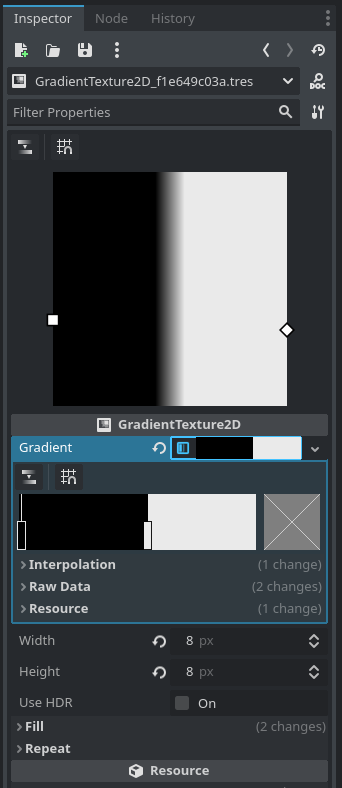 Inspector Node History
GradientTexture2D_f1e649c03a.tres
DOC
Filter Properties
GradientTexture2D
Gradient
Interpolation (1 change)
Raw Data (2 changes)
Resource (1 change)
Width 8 px
Height 8 px
Use HDR On
Fill (2 changes)
Repeat
Resource